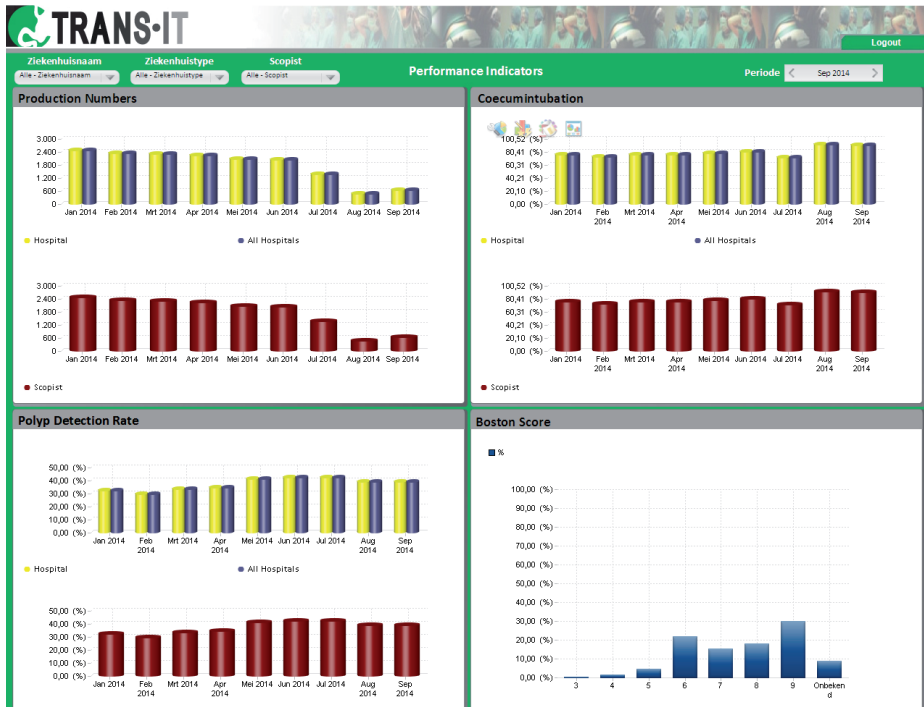 TRANS·IT
Logout
Ziekenhuisnaam
Ziekenhuistype
Scopist
Alle - Ziekenhuisnaam
Alle - Ziekenhuistype
Alle - Scopist
Performance Indicators
Periode
Sep 2014
Production Numbers
3.000
2.400
1.800
1.200
600
0
Jan 2014 Feb 2014 Mrt 2014 Apr 2014 Mei 2014 Jun 2014 Jul 2014 Aug 2014 Sep 2014
Hospital
All Hospitals
3.000
2.400
1.800
1.200
600
0
Jan 2014 Feb 2014 Mrt 2014 Apr 2014 Mei 2014 Jun 2014 Jul 2014 Aug 2014 Sep 2014
Scopist
Coecumintubation
100,52 (%)
80,41 (%)
60,31 (%)
40,21 (%)
20,10 (%)
0,00 (%)
Jan 2014 Feb 2014 Mrt 2014 Apr 2014 Mei 2014 Jun 2014 Jul 2014 Aug 2014 Sep 2014
Hospital
All Hospitals
100,52 (%)
80,41 (%)
60,31 (%)
40,21 (%)
20,10 (%)
0,00 (%)
Jan 2014 Feb 2014 Mrt 2014 Apr 2014 Mei 2014 Jun 2014 Jul 2014 Aug 2014 Sep 2014
Scopist
Polyp Detection Rate
50,00 (%)
40,00 (%)
30,00 (%)
20,00 (%)
10,00 (%)
0,00 (%)
Jan 2014 Feb 2014 Mrt 2014 Apr 2014 Mei 2014 Jun 2014 Jul 2014 Aug 2014 Sep 2014
Hospital
All Hospitals
50,00 (%)
40,00 (%)
30,00 (%)
20,00 (%)
10,00 (%)
0,00 (%)
Jan 2014 Feb 2014 Mrt 2014 Apr 2014 Mei 2014 Jun 2014 Jul 2014 Aug 2014 Sep 2014
Boston Score
%
100,00 (%)
90,00 (%)
80,00 (%)
70,00 (%)
60,00 (%)
50,00 (%)
40,00 (%)
30,00 (%)
20,00 (%)
10,00 (%)
0,00 (%)
3 4 5 6 7 8 9 Onbeken
d